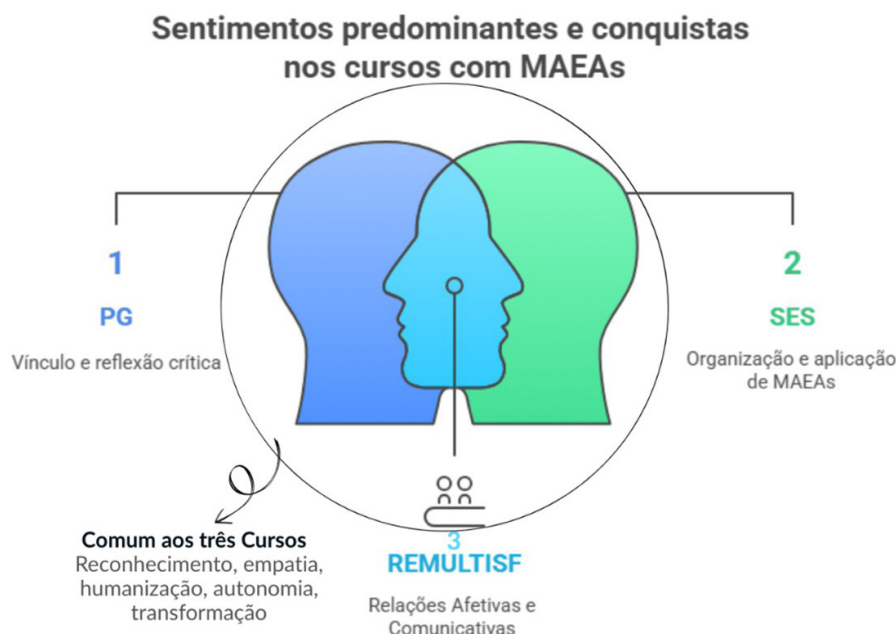 Sentimentos predominantes e conquistas
nos cursos com MAEAs
1
PG
Vínculo e reflexão crítica
2
SES
Organização e aplicação
de MAEAs
Comum aos três Cursos
Reconhecimento, empatia,
humanização, autonomia,
transformação
3
REMULTISF
Relações Afetivas e
Comunicativas